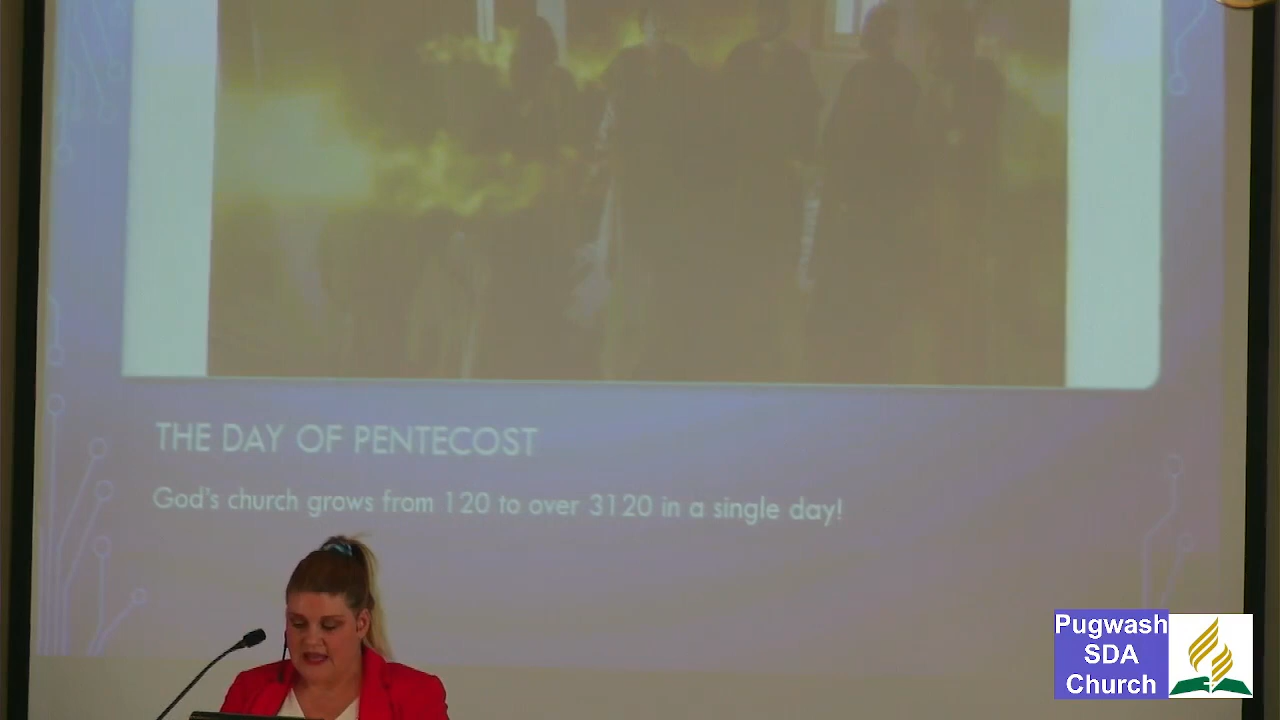 THE DAY OF PENTECOST
God's church grows from 120 to over 3120 in a single day!
Pugwash
SDA
Church